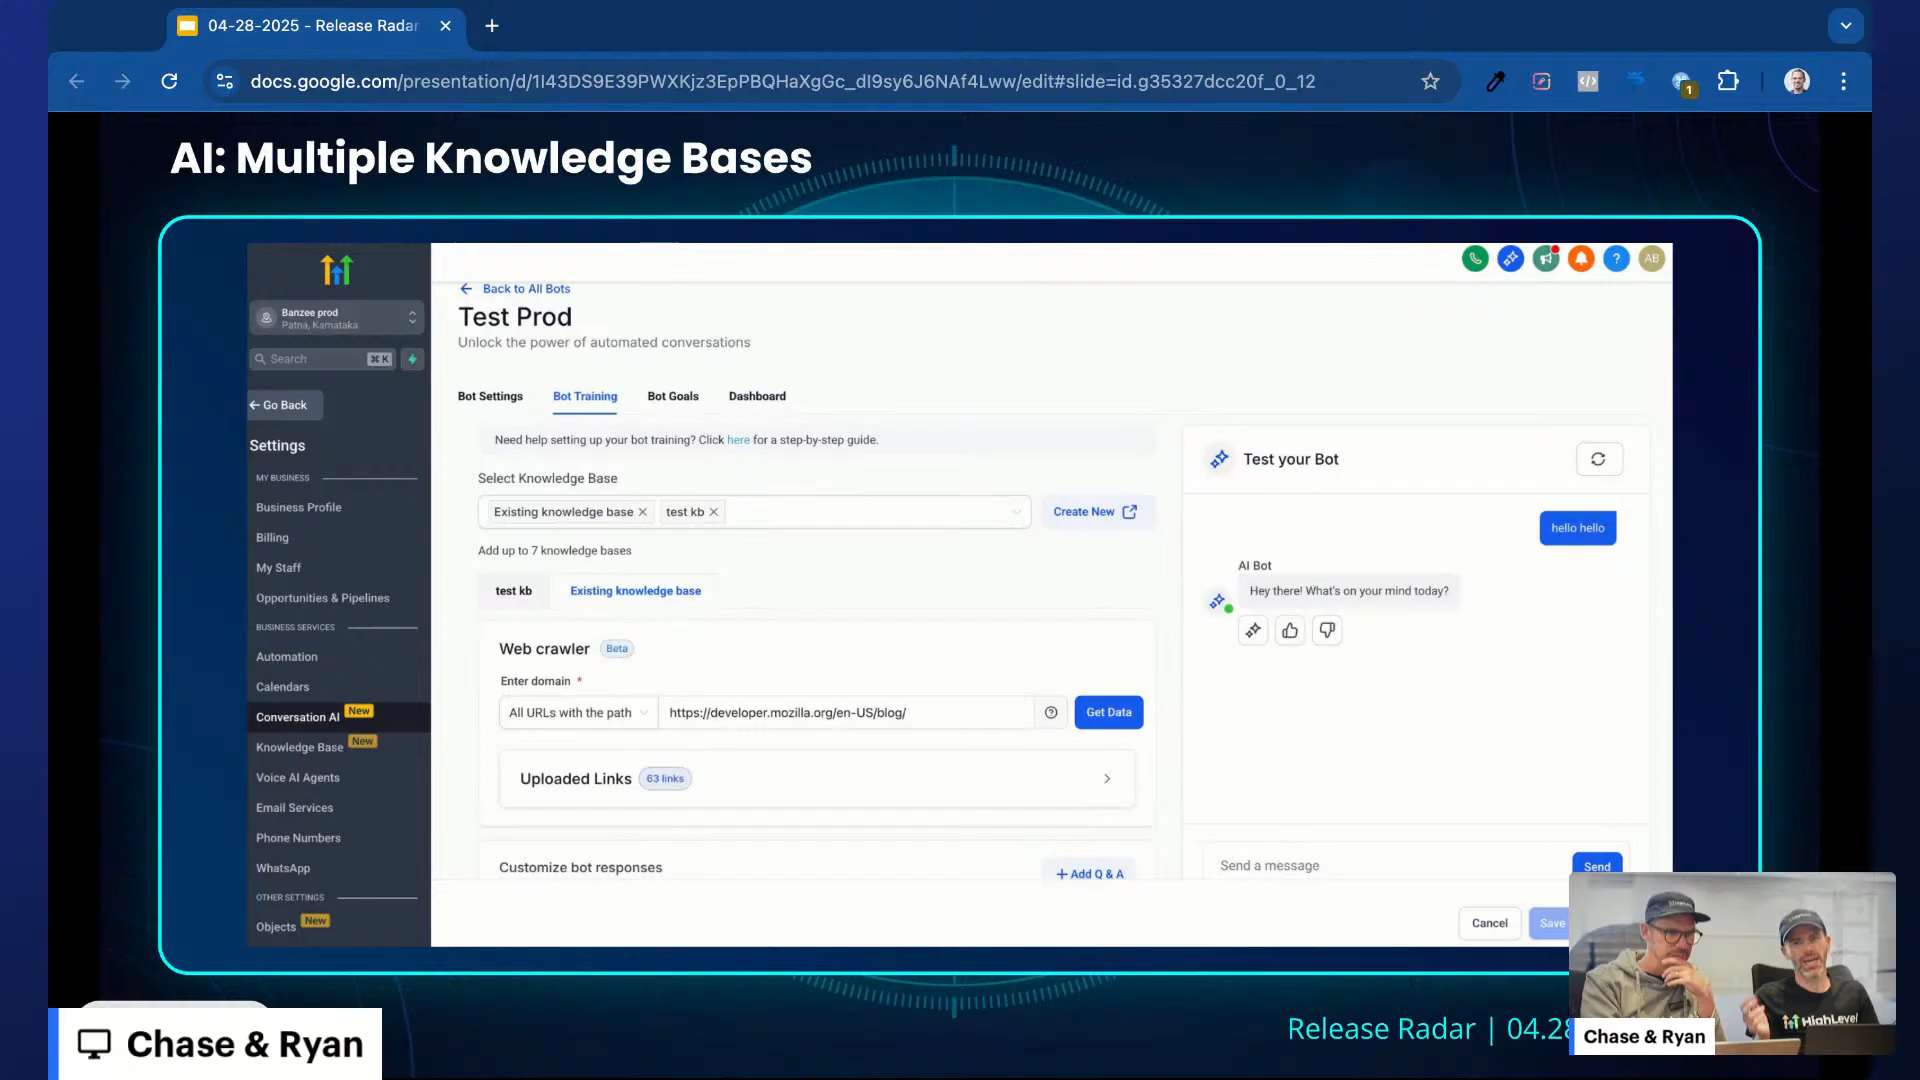 04-28-2025 - Release Radar
docs.google.com/presentation/d/1I43DS9E39PWXKjz3EpPBQHaXgGc_dI9sy6J6NAf4Lww/edit#slide=id.g35327dcc20f_0_12
1
AI: Multiple Knowledge Bases
Banzee prod
Patna, Karnataka
Search
⌘ K
Go Back
Settings
MY BUSINESS
Business Profile
Billing
My Staff
Opportunities & Pipelines
BUSINESS SERVICES
Automation
Calendars
Conversation AI New
Knowledge Base New
Voice AI Agents
Email Services
Phone Numbers
WhatsApp
OTHER SETTINGS
Objects New
AB
Back to All Bots
Test Prod
Unlock the power of automated conversations
Bot Settings Bot Training Bot Goals Dashboard
Need help setting up your bot training? Click here for a step-by-step guide.
Select Knowledge Base
Existing knowledge base test kb
Create New
Add up to 7 knowledge bases
test kb Existing knowledge base
Web crawler Beta
Enter domain *
All URLs with the path https://developer.mozilla.org/en-US/blog/ Get Data
Uploaded Links 63 links
Customize bot responses
+ Add Q & A
Test your Bot
hello hello
AI Bot
Hey there! What's on your mind today?
Send a message
Send
Cancel Save
Release Radar | 04.28
HighLevel
Chase & Ryan
Chase & Ryan